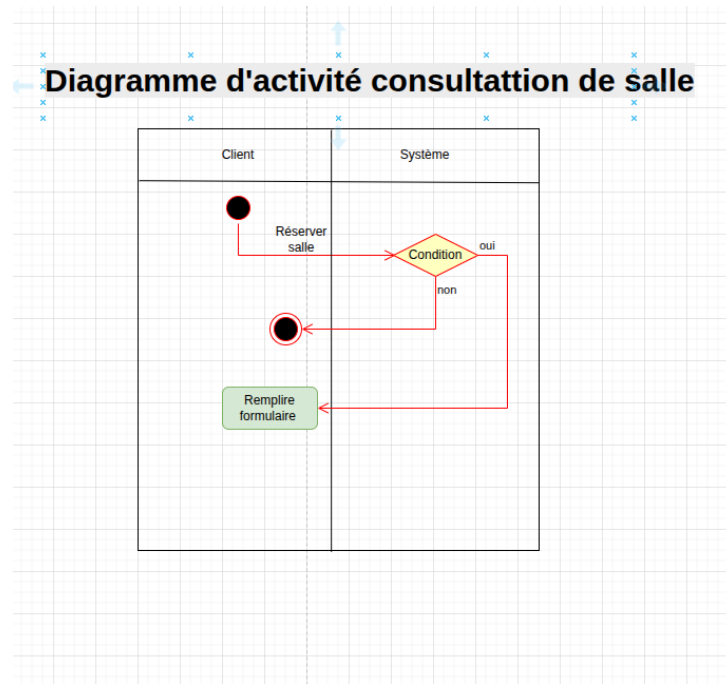 Diagramme d'activité consultattion de salle
Client
Système
Réserver
salle
Condition
oui
non
Remplire
formulaire